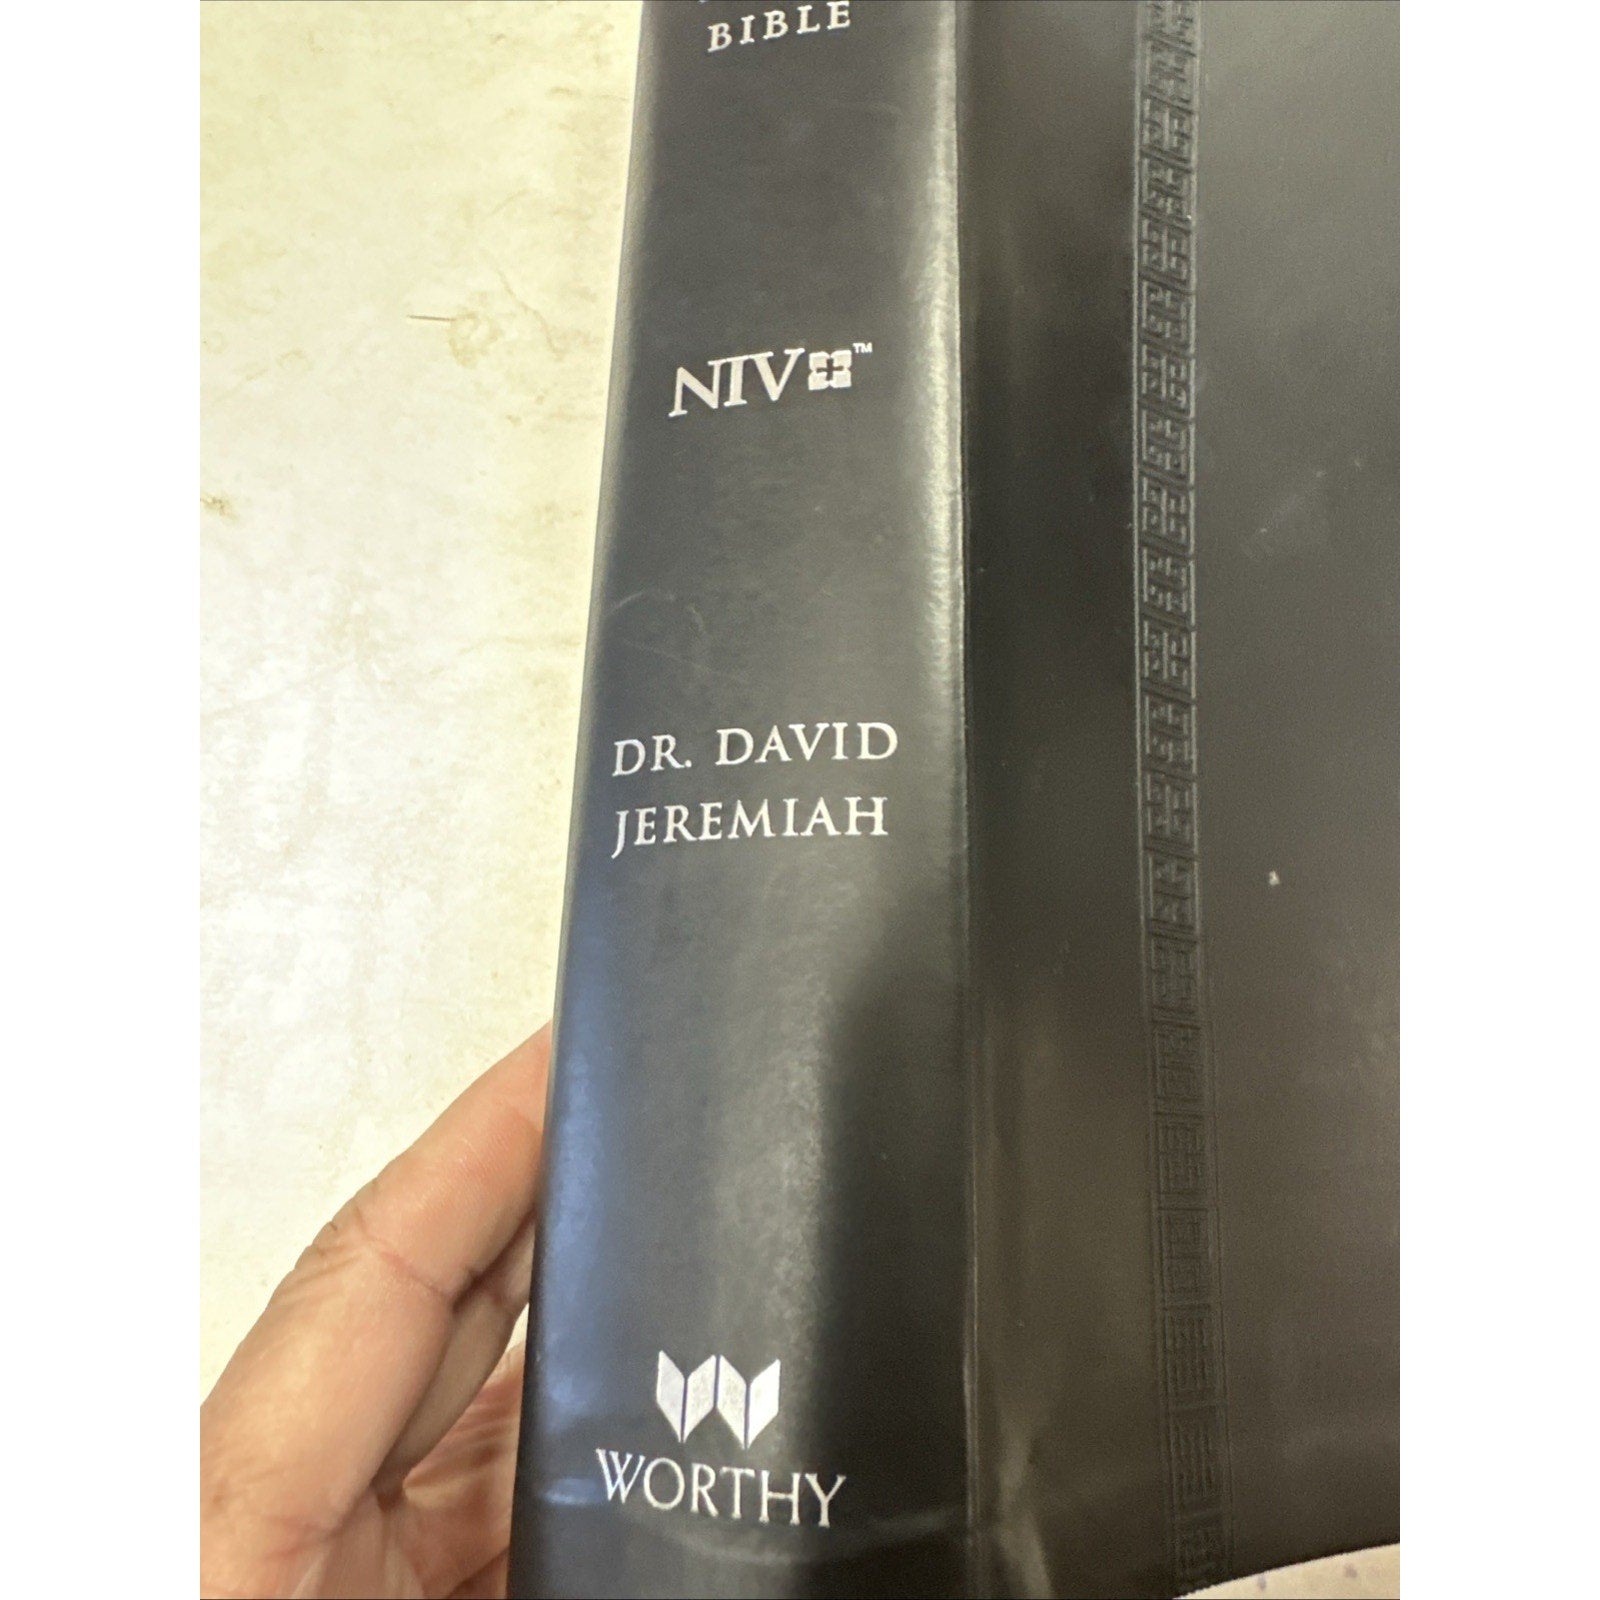 BIBLE
NIV™
DR. DAVID
JEREMIAH
WORTHY